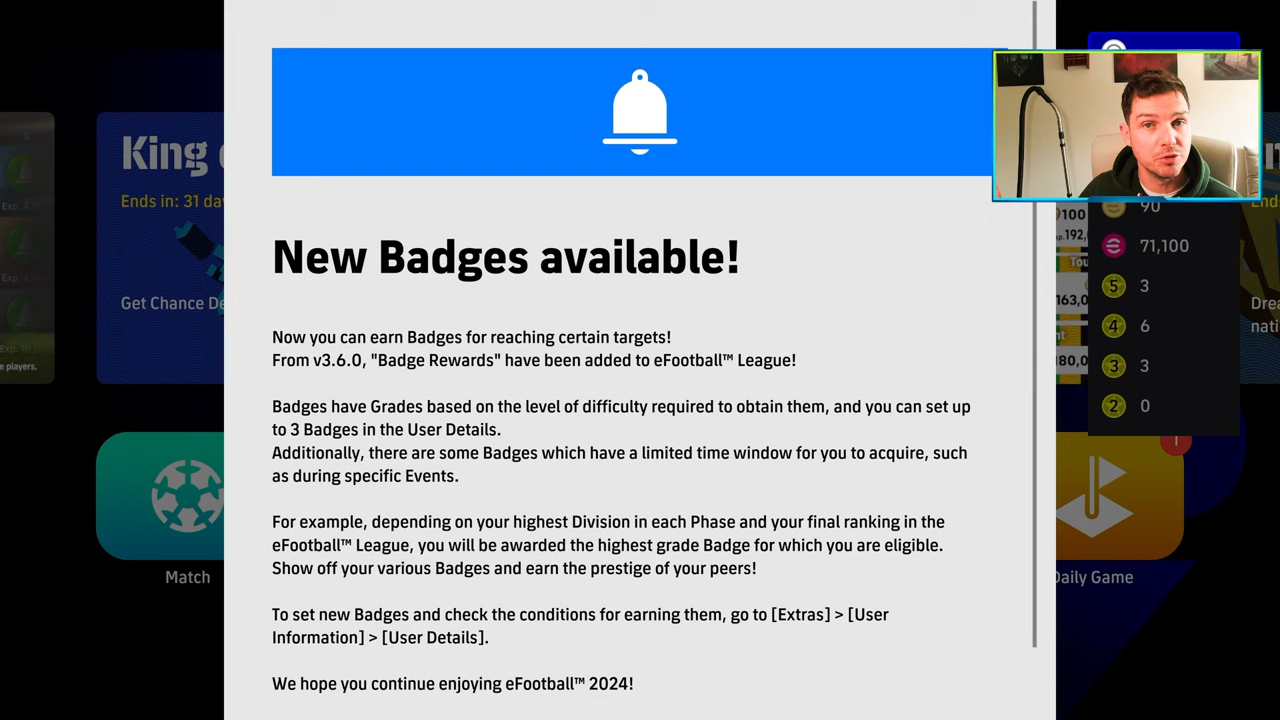 New Badges available!
Now you can earn Badges for reaching certain targets!
From v3.6.0, "Badge Rewards" have been added to eFootball™ League!
Badges have Grades based on the level of difficulty required to obtain them, and you can set up
to 3 Badges in the User Details.
Additionally, there are some Badges which have a limited time window for you to acquire, such
as during specific Events.
For example, depending on your highest Division in each Phase and your final ranking in the
eFootball™ League, you will be awarded the highest grade Badge for which you are eligible.
Show off your various Badges and earn the prestige of your peers!
To set new Badges and check the conditions for earning them, go to [Extras] > [User
Information] > [User Details].
We hope you continue enjoying eFootball™ 2024!
King
Ends in: 31
Get Chance
Match
e players.
90
71,100
5 3
4 6
3 3
2 0
Daily Game